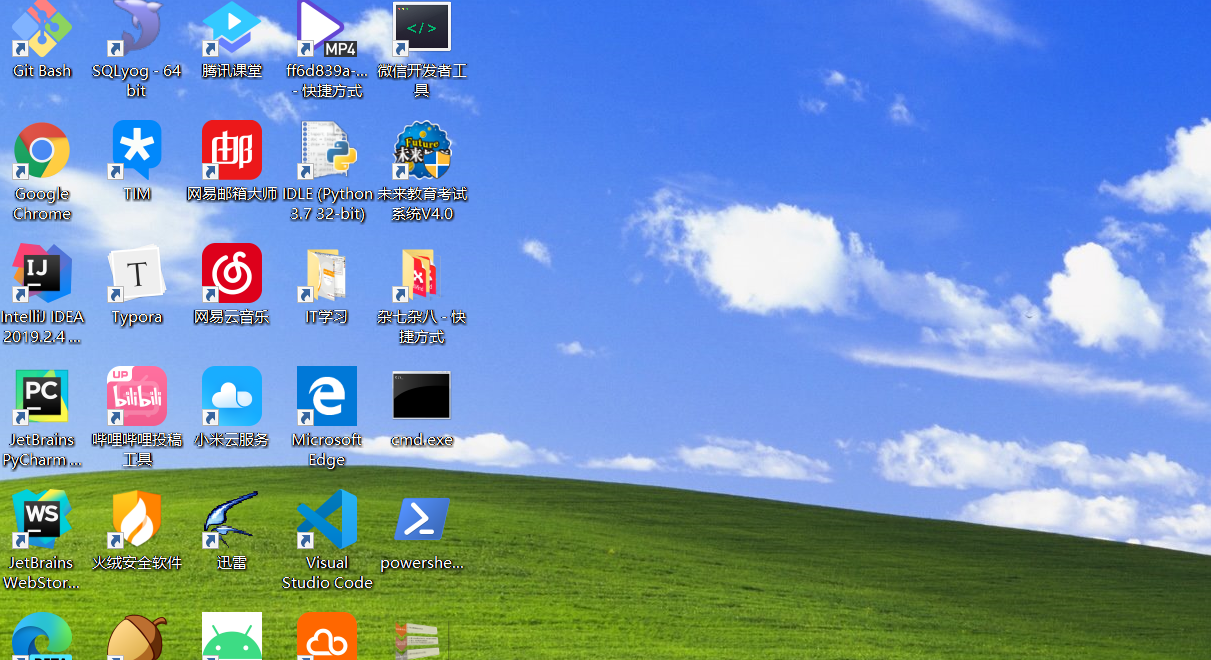 Git Bash
SQLyog - 64
bit
腾讯课堂
MP4
ff6d839a-...
- 快捷方式
</>
微信开发者工
具
Google
Chrome
TIM
邮
网易邮箱大师
IDLE (Python
3.7 32-bit)
Future
未来
未来教育考试
系统V4.0
IJ
IntelliJ IDEA
2019.2.4 ...
T
Typora
网易云音乐
IT学习
杂七杂八 - 快
捷方式
PC
JetBrains
PyCharm ...
UP
bilibili
哔哩哔哩投稿
工具
小米云服务
Microsoft
Edge
cmd.exe
WS
JetBrains
WebStor...
火绒安全软件
迅雷
Visual
Studio Code
powershe...
BETA